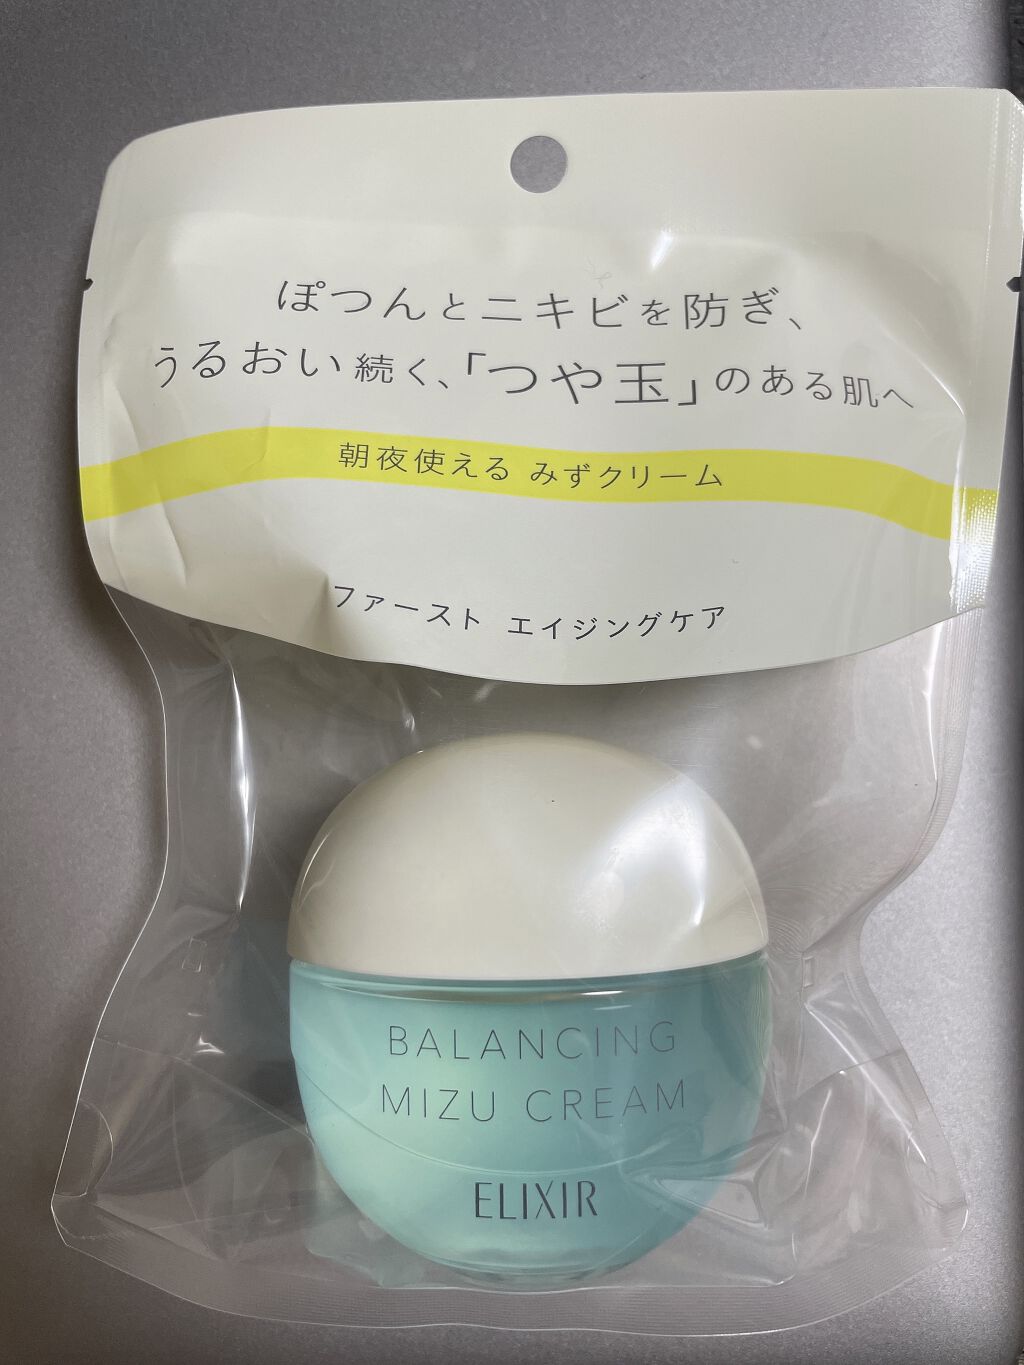 ぽつんとニキビを防ぎ、
うるおい続く、「つや玉」のある肌へ
朝夜使える みずクリーム
ファースト エイジングケア
BALANCING
MIZU CREAM
ELIXIR